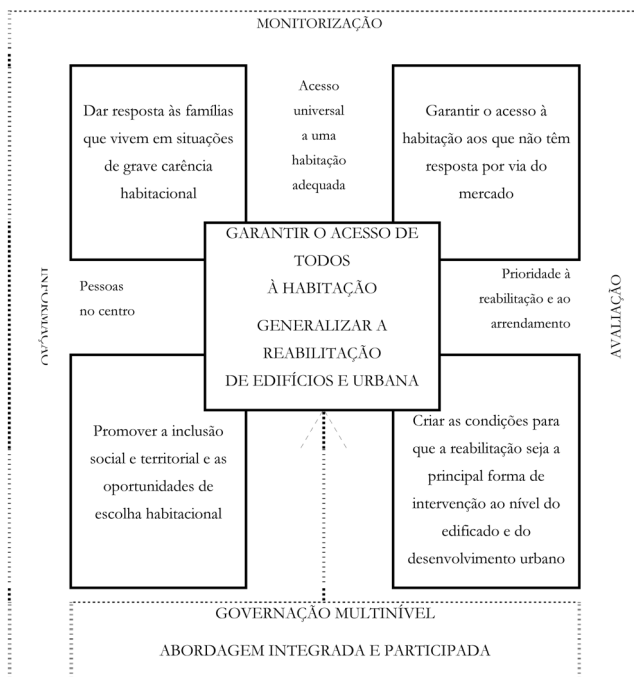 MONITORIZAÇÃO
Dar resposta às famílias
que vivem em situações
de grave carência
habitacional
Acesso
universal
a uma
habitação
adequada
Garantir o acesso à
habitação aos que não têm
resposta por via do
mercado
GARANTIR O ACESSO DE
TODOS
À HABITAÇÃO
GENERALIZAR A
REABILITAÇÃO
DE EDIFÍCIOS E URBANA
INFORMAÇÃO
Pessoas
no centro
Prioridade à
reabilitação e ao
arrendamento
AVALIAÇÃO
Promover a inclusão
social e territorial e as
oportunidades de
escolha habitacional
Criar as condições para
que a reabilitação seja a
principal forma de
intervenção ao nível do
edificado e do
desenvolvimento urbano
GOVERNAÇÃO MULTINÍVEL
ABORDAGEM INTEGRADA E PARTICIPADA